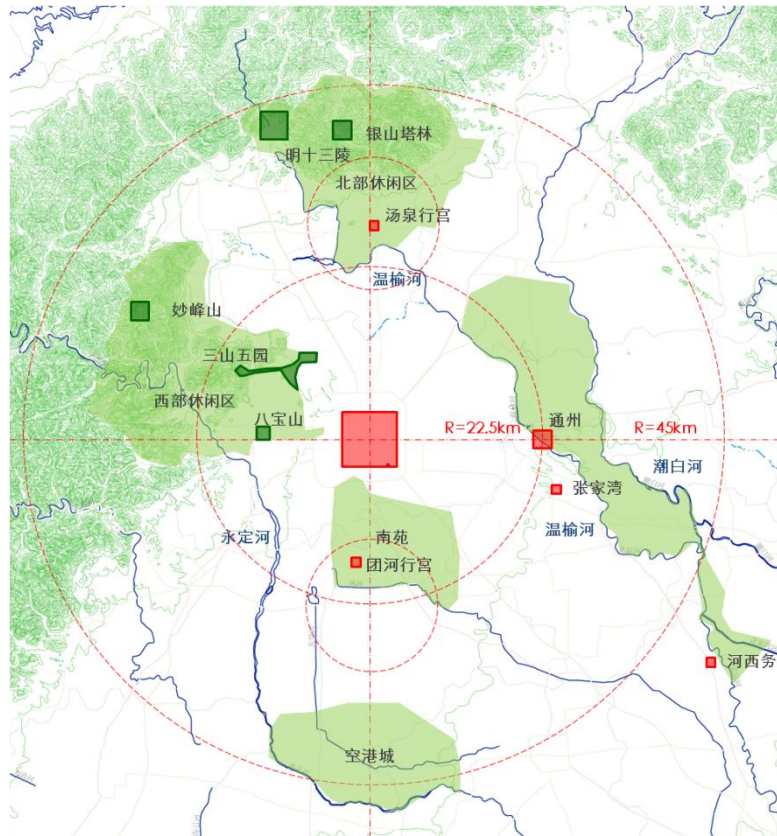 银山塔林
明十三陵
北部休闲区
汤泉行宫
温榆河
妙峰山
三山五园
西部休闲区
八宝山
通州
R=22.5km
R=45km
潮白河
张家湾
温榆河
永定河
南苑
团河行宫
河西务
空港城